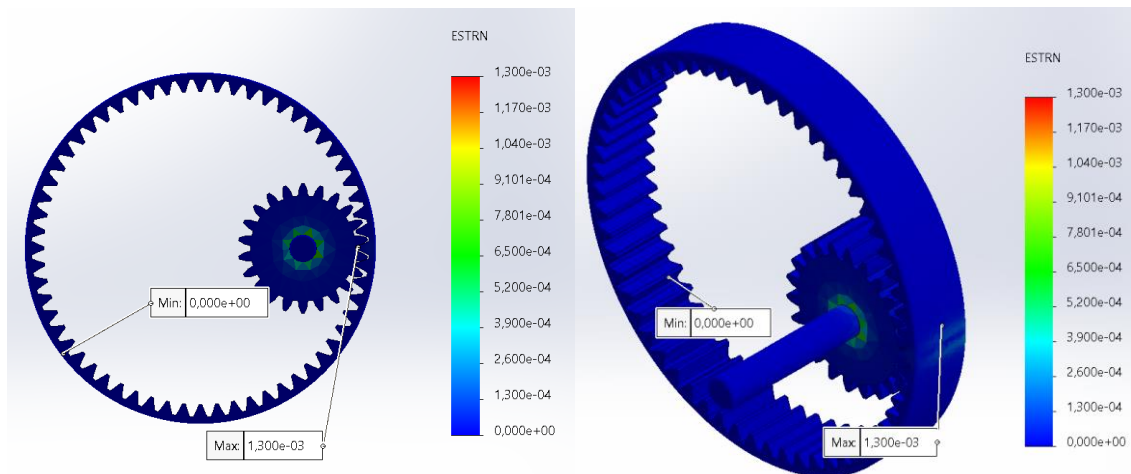 ESTRN
1,300e-03
1,170e-03
1,040e-03
9,101e-04
7,801e-04
6,500e-04
5,200e-04
3,900e-04
2,600e-04
1,300e-04
0,000e+00
Min: 0,000e+00
Max: 1,300e-03
ESTRN
1,300e-03
1,170e-03
1,040e-03
9,101e-04
7,801e-04
6,500e-04
5,200e-04
3,900e-04
2,600e-04
1,300e-04
0,000e+00
Min: 0,000e+00
Max: 1,300e-03